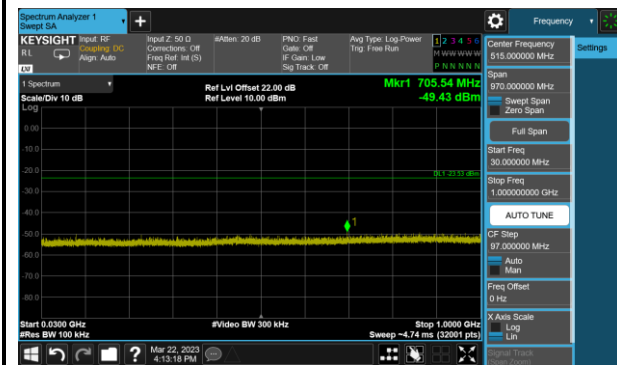 Spectrum Analyzer 1
Swept SA
Frequency
KEYSIGHT
RL
Input: RF
Coupling: DC
Align: Auto
Input Z: 50 Ω
Corrections: Off
Freq Ref: Int (S)
NFE: Off
#Atten: 20 dB
PNO: Fast
Gate: Off
IF Gain: Low
Sig Track: Off
Avg Type: Log-Power
Trig: Free Run
1 2 3 4 5 6
M W W W W W
P N N N N N
1 Spectrum
Scale/Div 10 dB
Log
Ref Lvl Offset 22.00 dB
Ref Level 10.00 dBm
Mkr1 705.54 MHz
-49.43 dBm
0.00
-10.0
-20.0
DL1 -23.53 dBm
-30.0
-40.0
1
-50.0
-60.0
-70.0
-80.0
Start 0.0300 GHz
#Res BW 100 kHz
#Video BW 300 kHz
Stop 1.0000 GHz
Sweep ~4.74 ms (32001 pts)
Mar 22, 2023
4:13:18 PM
Center Frequency
515.000000 MHz
Settings
Span
970.000000 MHz
Swept Span
Zero Span
Full Span
Start Freq
30.000000 MHz
Stop Freq
1.000000000 GHz
AUTO TUNE
CF Step
97.000000 MHz
Auto
Man
Freq Offset
0 Hz
X Axis Scale
Log
Lin
Signal Track
(Span Zoom)